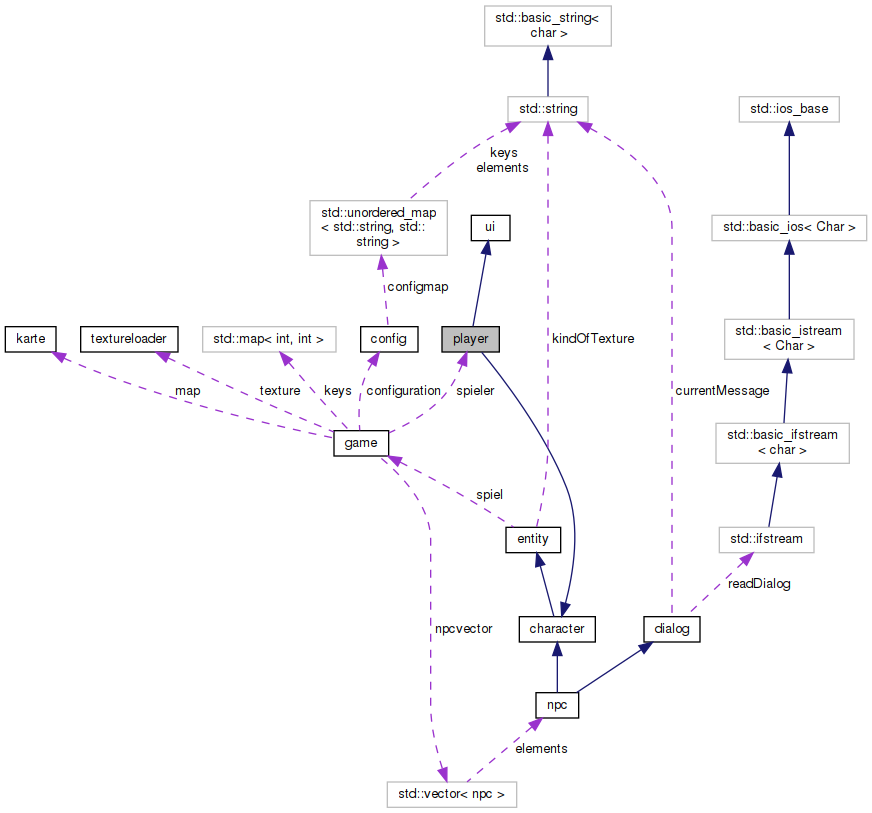 std::basic_string<
char >
std::string
std::ios_base
keys
elements
std::unordered_map
< std::string, std::
string >
ui
std::basic_ios< Char >
configmap
karte
textureloader
std::map< int, int >
config
player
kindOfTexture
std::basic_istream
< Char >
map
texture
keys
configuration
spieler
currentMessage
game
std::basic_ifstream
< char >
spiel
entity
std::ifstream
readDialog
npcvector
character
dialog
npc
elements
std::vector< npc >